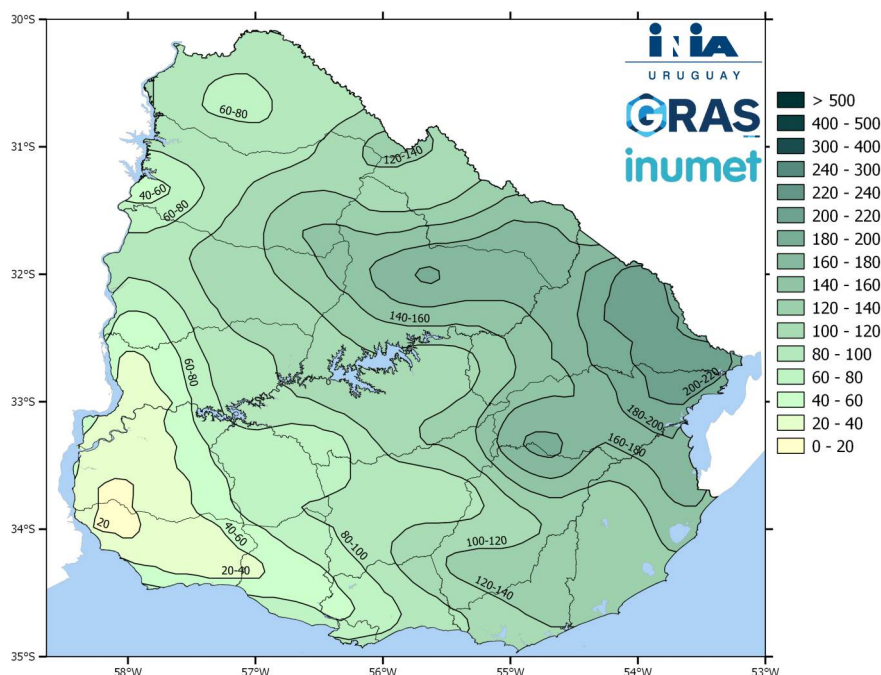 30°S
31°S
32°S
33°S
34°S
35°S
58°W
57°W
56°W
55°W
54°W
53°W
INIA
URUGUAY
GRAS
inumet
> 500
400 - 500
300 - 400
240 - 300
220 - 240
200 - 220
180 - 200
160 - 180
140 - 160
120 - 140
100 - 120
80 - 100
60 - 80
40 - 60
20 - 40
0 - 20
60-80
120-140
40-60
60-80
140-160
60-80
200-220
180-200
160-180
20
40-60
80-100
100-120
20-40
120-140